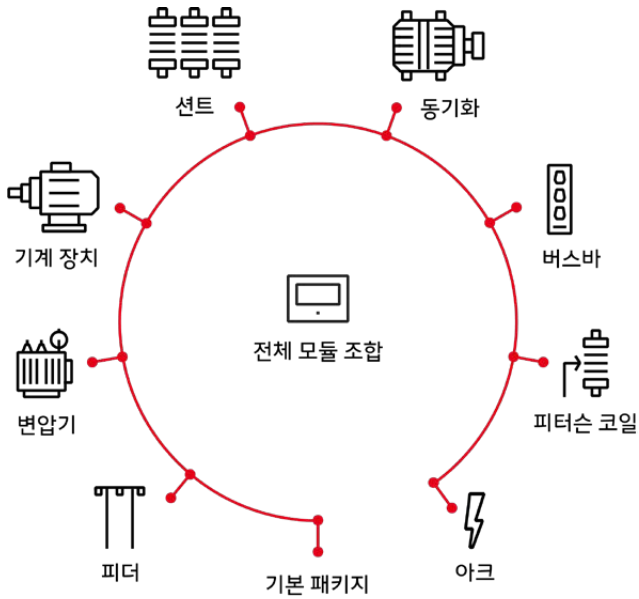 션트
동기화
기계 장치
버스바
전체 모듈 조합
변압기
피터슨 코일
피더
기본 패키지
아크